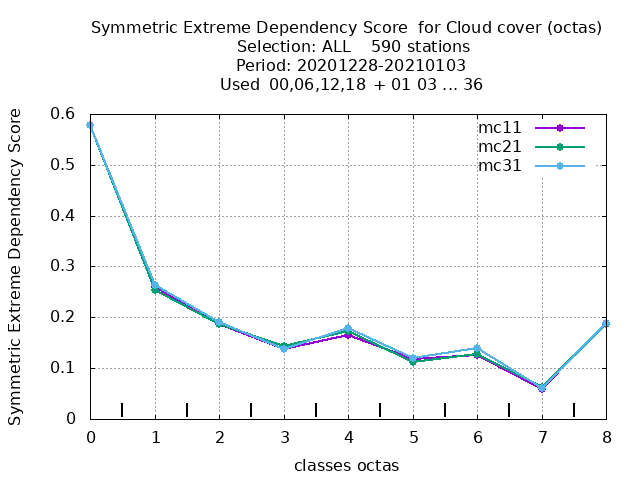 Symmetric Extreme Dependency Score for Cloud cover (octas)
Selection: ALL 590 stations
Period: 20201228-20210103
Used 00,06,12,18 + 01 03 ... 36
Symmetric Extreme Dependency Score
0.6
0.5
0.4
0.3
0.2
0.1
0
mc11
mc21
mc31
0 1 2 3 4 5 6 7 8
classes octas